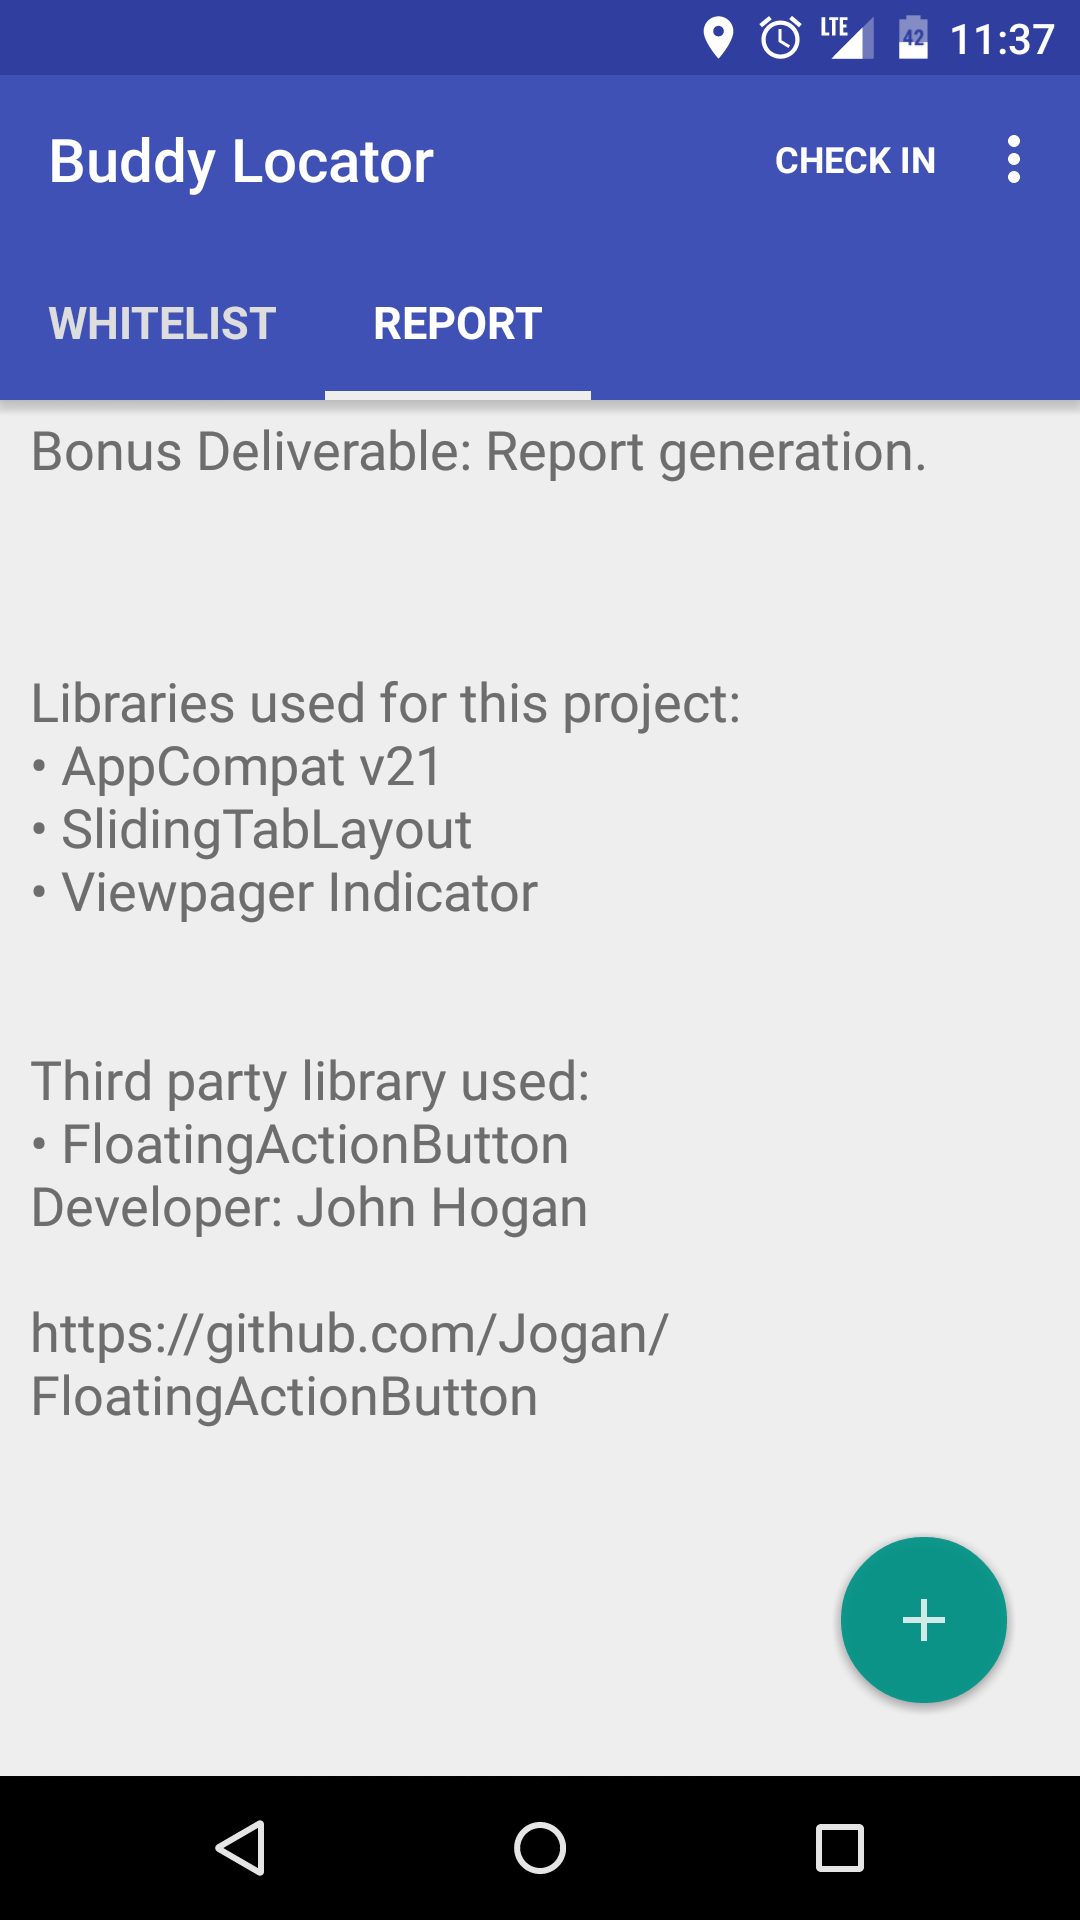 LTE 42 11:37
Buddy Locator CHECK IN
WHITELIST REPORT
Bonus Deliverable: Report generation.
Libraries used for this project:
• AppCompat v21
• SlidingTabLayout
• Viewpager Indicator
Third party library used:
• FloatingActionButton
Developer: John Hogan
https://github.com/Jogan/
FloatingActionButton